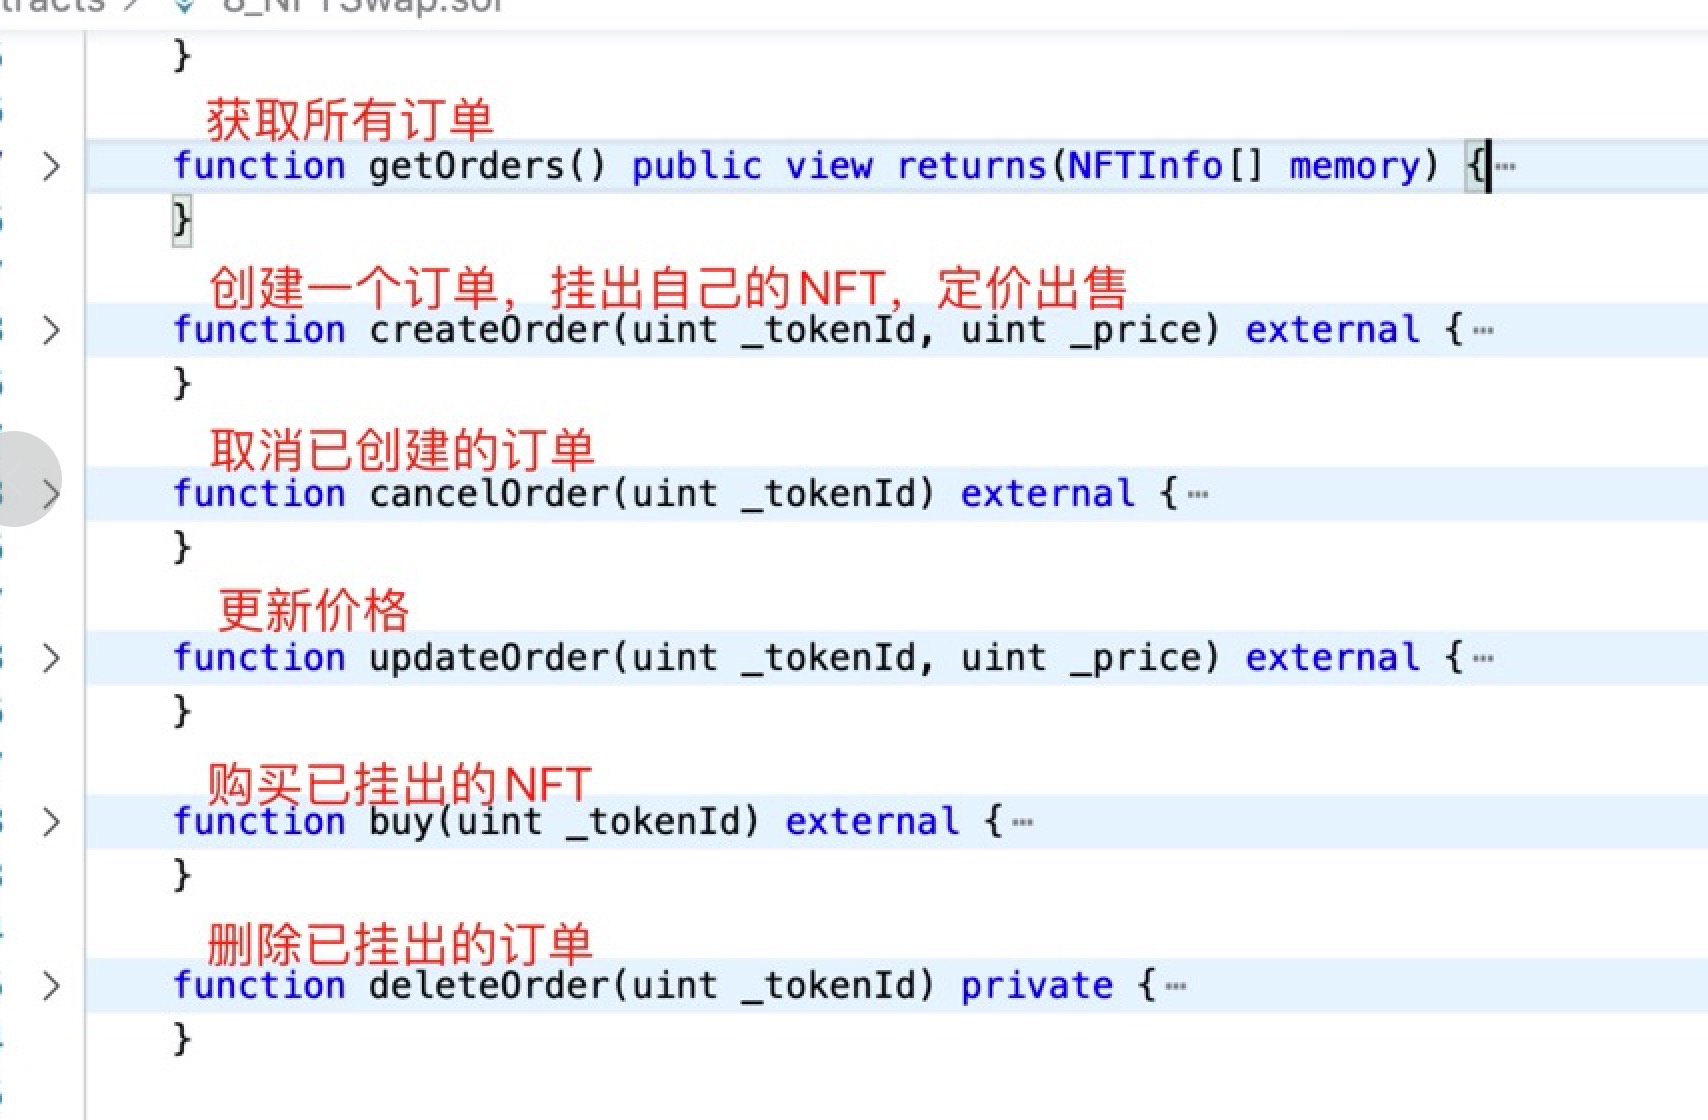 获取所有订单
function getOrders() public view returns(NFTInfo[] memory) {…
}
创建一个订单，挂出自己的NFT，定价出售
function createOrder(uint _tokenId, uint _price) external {…
}
取消已创建的订单
function cancelOrder(uint _tokenId) external {…
}
更新价格
function updateOrder(uint _tokenId, uint _price) external {…
}
购买已挂出的NFT
function buy(uint _tokenId) external {…
}
删除已挂出的订单
function deleteOrder(uint _tokenId) private {…
}